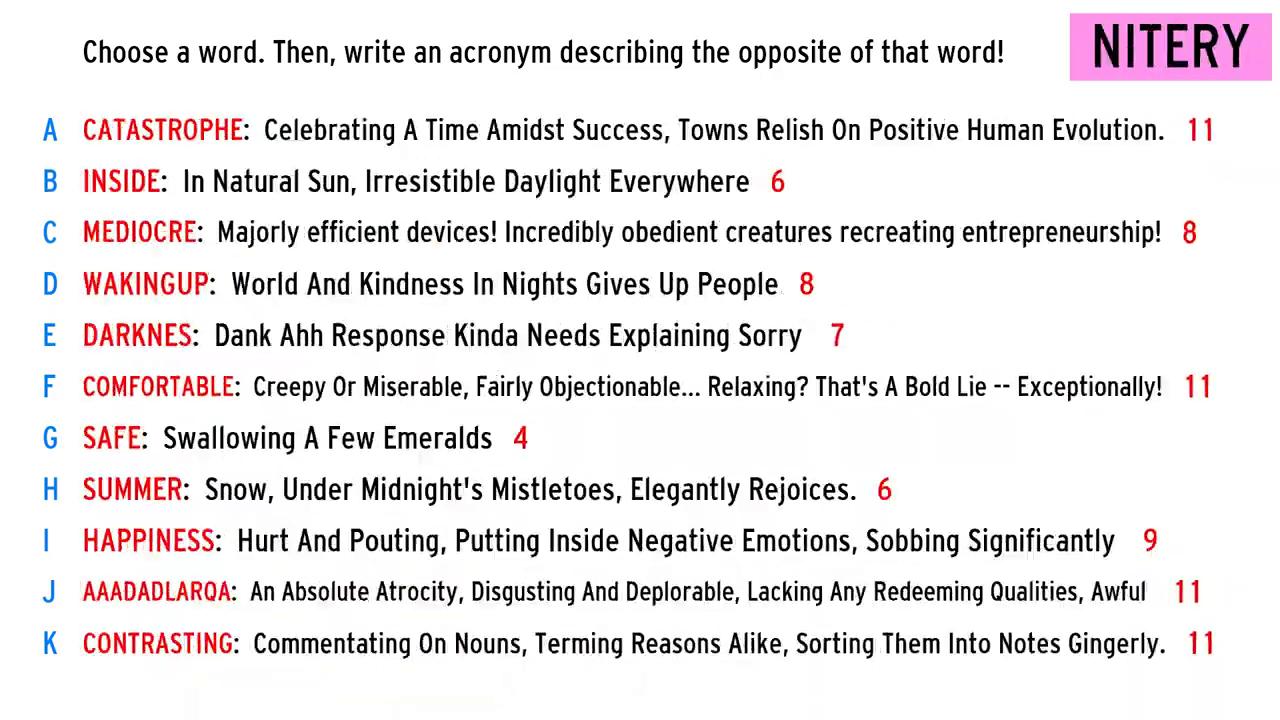 Choose a word. Then, write an acronym describing the opposite of that word!
NITERY
A CATASTROPHE: Celebrating A Time Amidst Success, Towns Relish On Positive Human Evolution. 11
B INSIDE: In Natural Sun, Irresistible Daylight Everywhere 6
C MEDIOCRE: Majorly efficient devices! Incredibly obedient creatures recreating entrepreneurship! 8
D WAKINGUP: World And Kindness In Nights Gives Up People 8
E DARKNES: Dank Ahh Response Kinda Needs Explaining Sorry 7
F COMFORTABLE: Creepy Or Miserable, Fairly Objectionable... Relaxing? That's A Bold Lie -- Exceptionally! 11
G SAFE: Swallowing A Few Emeralds 4
H SUMMER: Snow, Under Midnight's Mistletoes, Elegantly Rejoices. 6
I HAPPINESS: Hurt And Pouting, Putting Inside Negative Emotions, Sobbing Significantly 9
J AAADADLARQA: An Absolute Atrocity, Disgusting And Deplorable, Lacking Any Redeeming Qualities, Awful 11
K CONTRASTING: Commentating On Nouns, Terming Reasons Alike, Sorting Them Into Notes Gingerly. 11